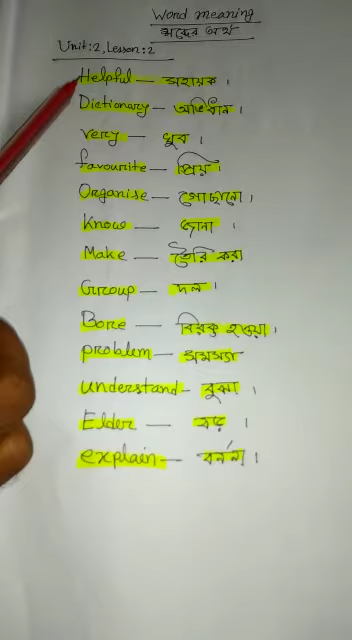 Word meaning
শব্দের অর্থ
Unit:2, Lesson:2
Helpful — সহায়ক ।
Dictionary — অভিধান ।
Very — খুব ।
favourite — প্রিয় ।
Organise — গোছানো ।
Know — জানা ।
Make — তৈরি করা
Group — দল ।
Bore — বিরক্ত হওয়া ।
problem — সমস্যা
understand - বুঝা ।
Elder — বড় ।
explain — বর্ননা ।